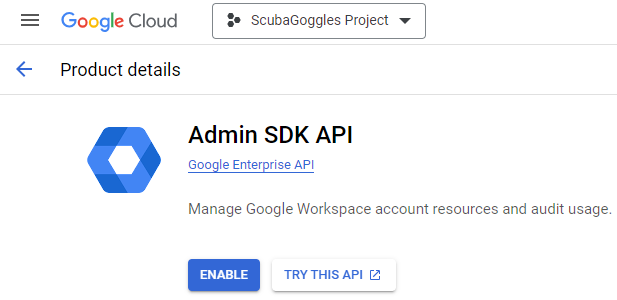 Google Cloud
ScubaGoggles Project
Product details
Admin SDK API
Google Enterprise API
Manage Google Workspace account resources and audit usage.
ENABLE
TRY THIS API